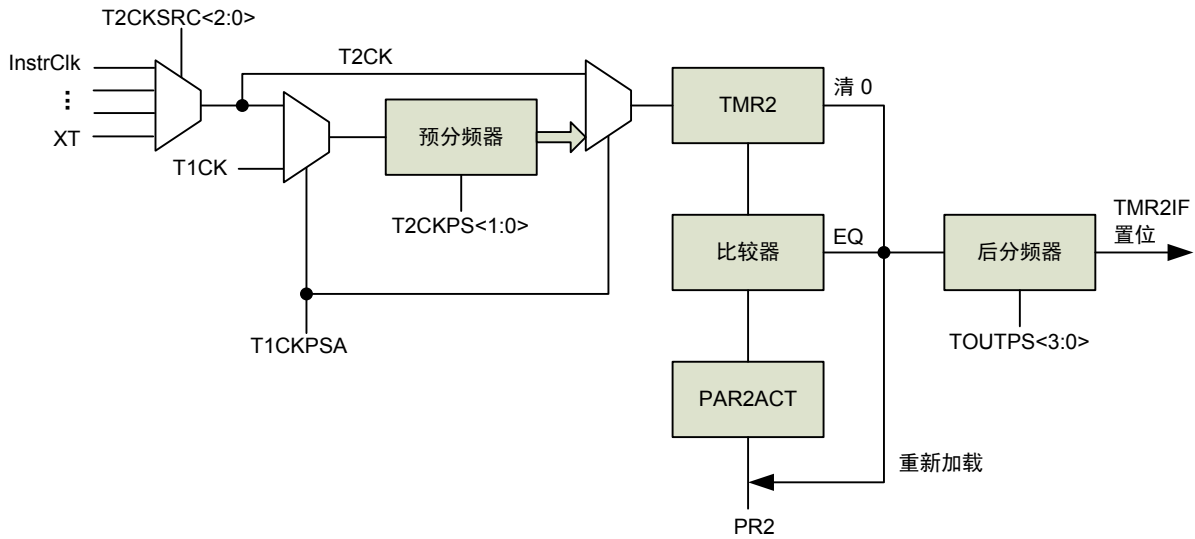 T2CKSRC<2:0>
InstrClk
XT
T2CK
T1CK
预分频器
T2CKPS<1:0>
T1CKPSA
TMR2
清 0
比较器
EQ
后分频器
TMR2IF
置位
TOUTPS<3:0>
PAR2ACT
重新加载
PR2